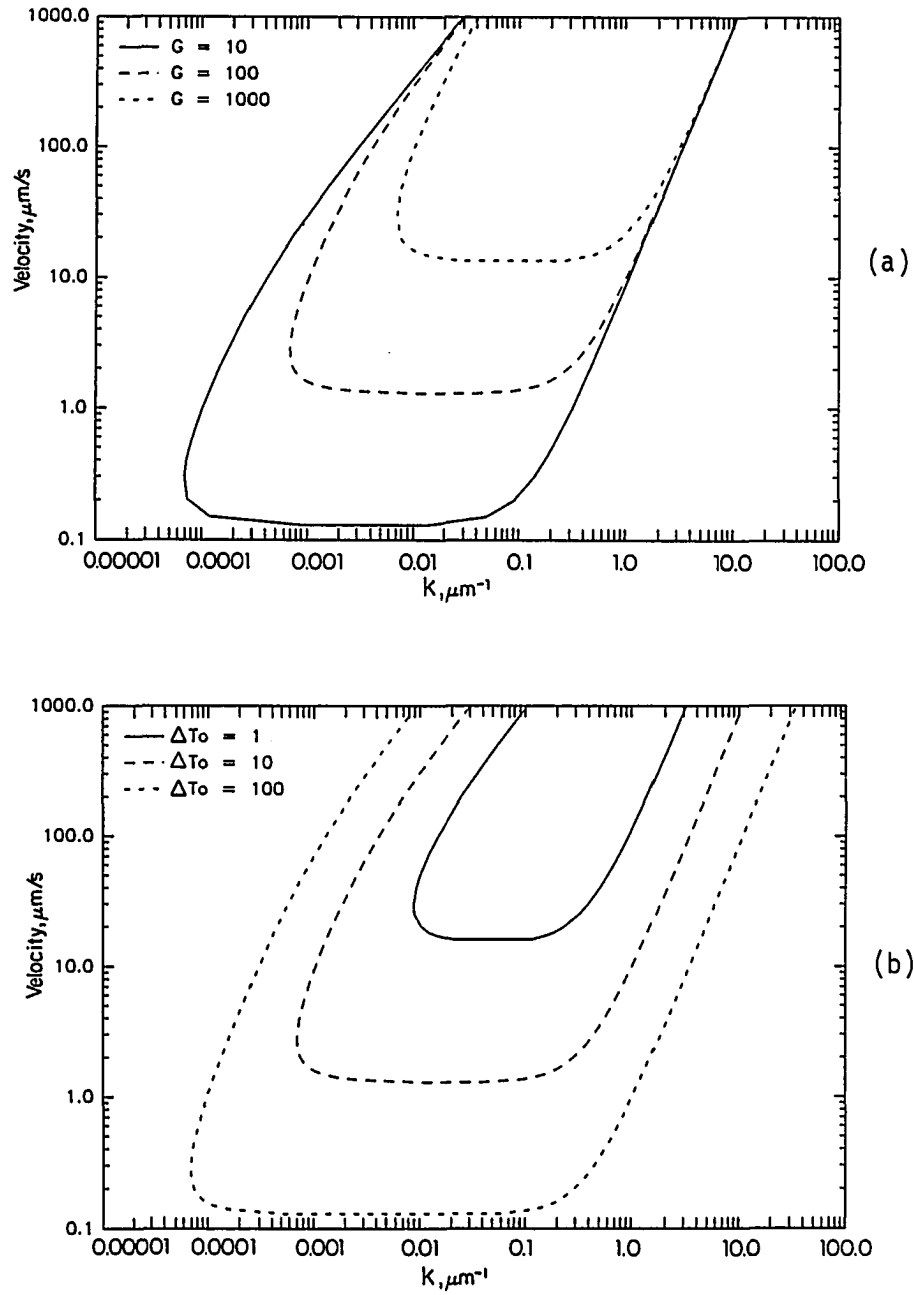 1000.0
G = 10
G = 100
G = 1000
100.0
10.0
1.0
0.1
Velocity, μm/s
0.00001 0.0001 0.001 0.01 0.1 1.0 10.0 100.0
k, μm⁻¹
(a)
1000.0
ΔTo = 1
ΔTo = 10
ΔTo = 100
100.0
10.0
1.0
0.1
Velocity, μm/s
0.00001 0.0001 0.001 0.01 0.1 1.0 10.0 100.0
k, μm⁻¹
(b)